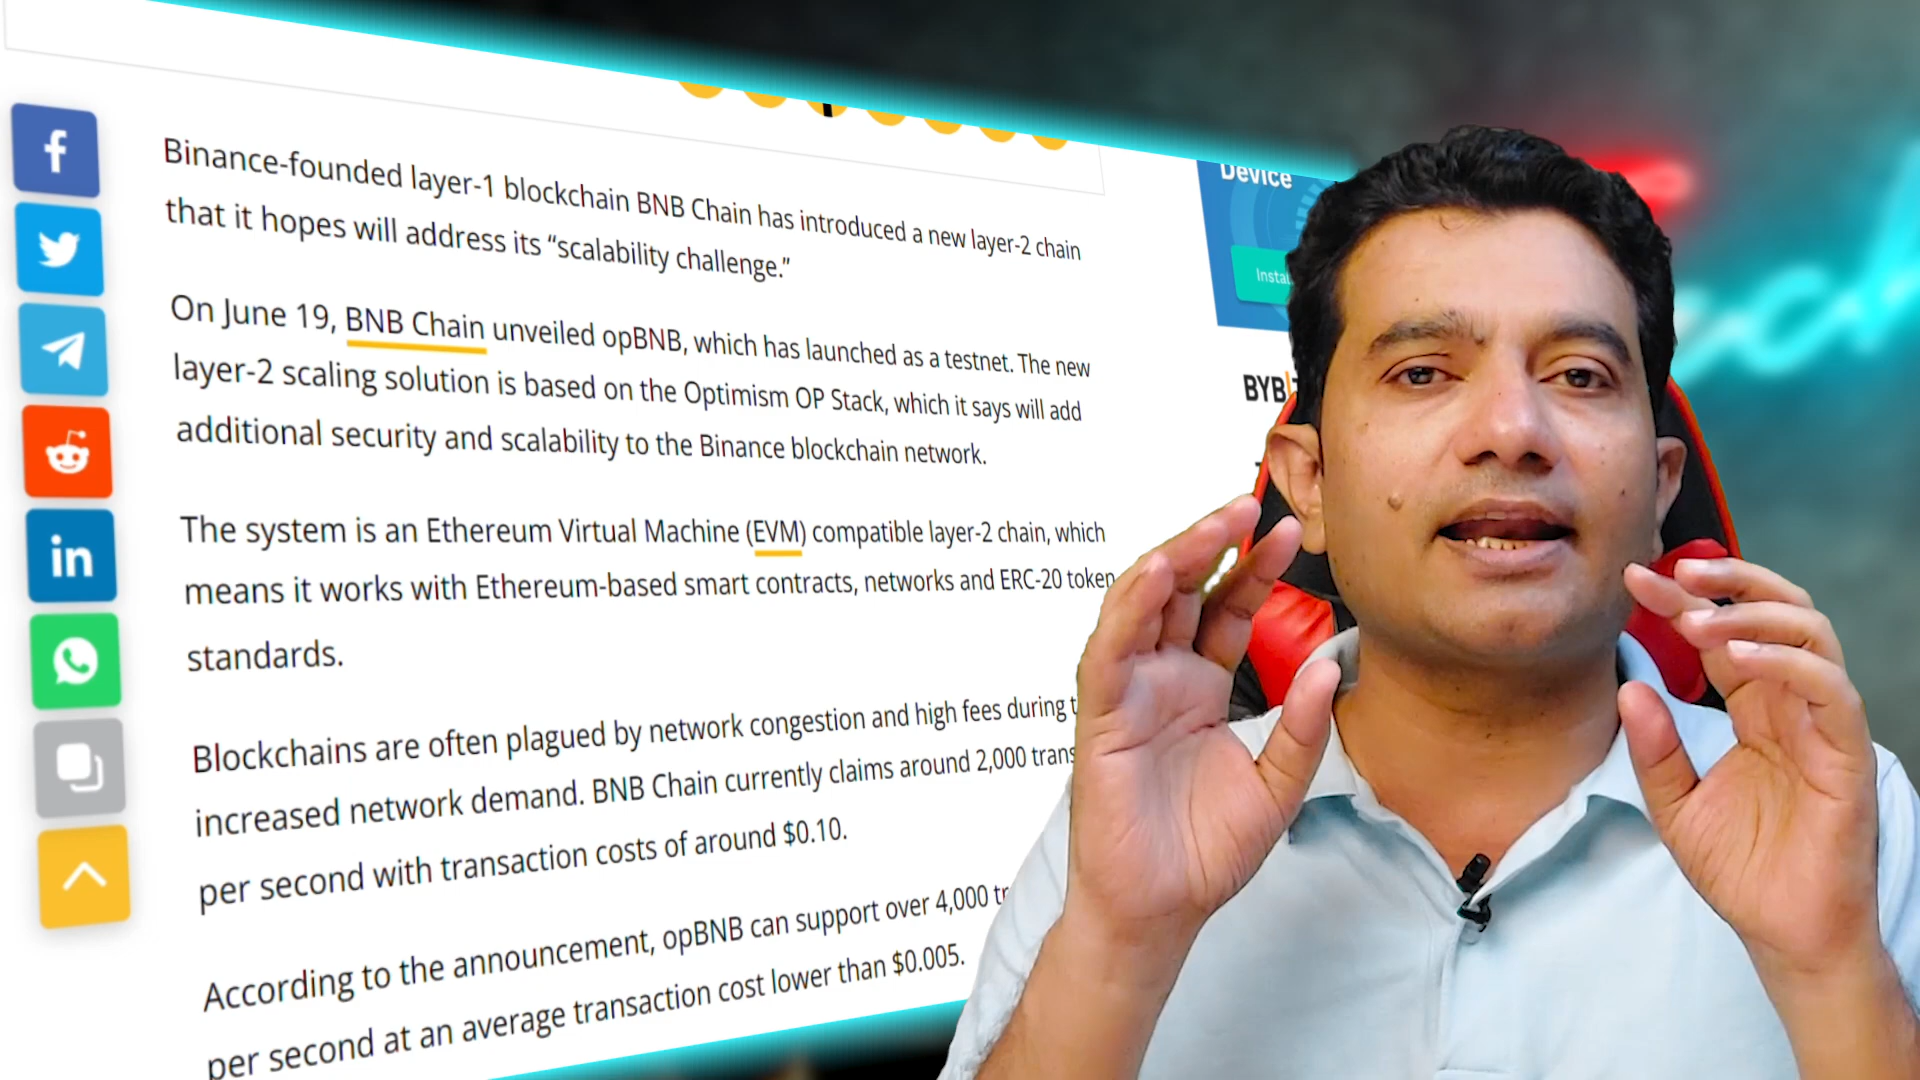 Binance-founded layer-1 blockchain BNB Chain has introduced a new layer-2 chain
that it hopes will address its “scalability challenge.”
On June 19, BNB Chain unveiled opBNB, which has launched as a testnet. The new
layer-2 scaling solution is based on the Optimism OP Stack, which it says will add
additional security and scalability to the Binance blockchain network.
The system is an Ethereum Virtual Machine (EVM) compatible layer-2 chain, which
means it works with Ethereum-based smart contracts, networks and ERC-20 token
standards.
Blockchains are often plagued by network congestion and high fees during
increased network demand. BNB Chain currently claims around 2,000
per second with transaction costs of around $0.10.
According to the announcement, opBNB can support over 4,000
per second at an average transaction cost lower than $0.005.
Device